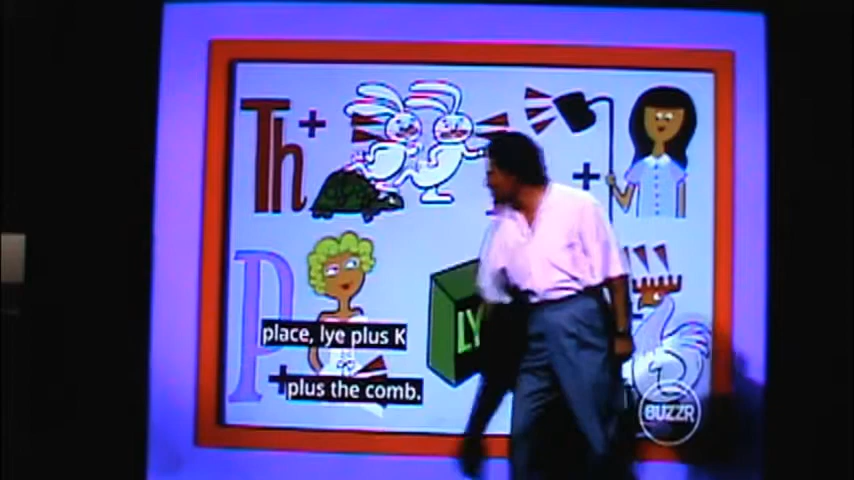 Th+
+
P
LY
+
place, lye plus K
plus the comb.
BUZZR